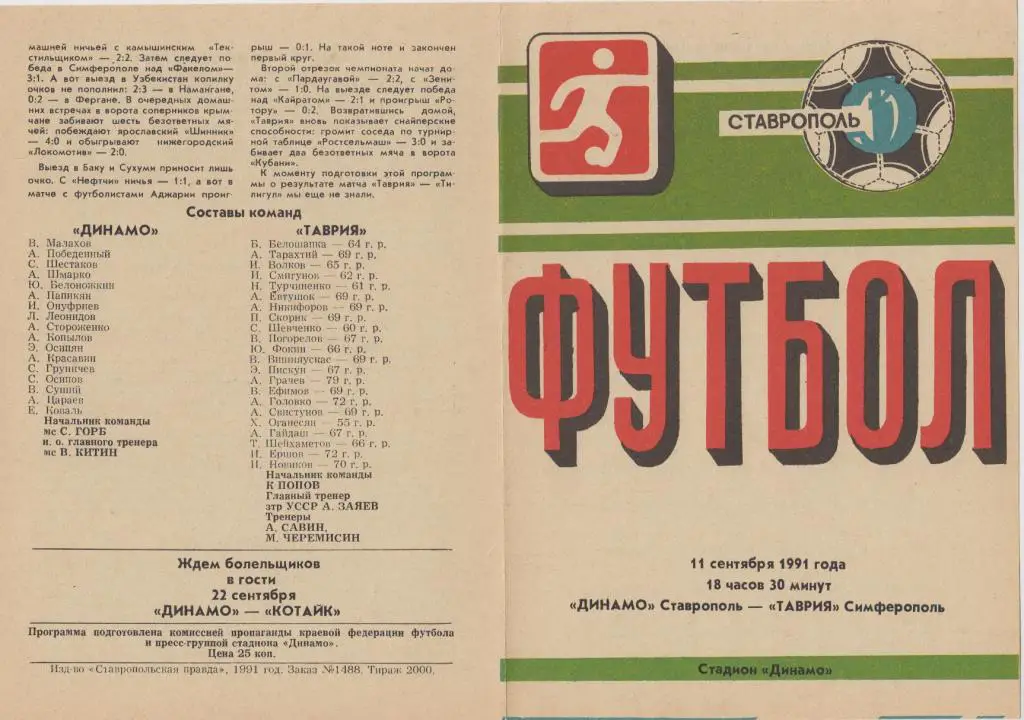 машней ничьей с камышинским «Тек-
стильщиком» — 2:2. Затем следует по-
беда в Симферополе над «Факелом»—
3:1. А вот выезд в Узбекистан копилку
очков не пополнил: 2:3 — в Намангане,
0:2 — в Фергане. В очередных домаш-
них встречах в ворота соперников крым-
чане забивают шесть безответных мя-
чей: побеждают ярославский «Шинник»
— 4:0 и обыгрывают нижегородский
«Локомотив» — 2:0.
Выезд в Баку и Сухуми приносит лишь
очко. С «Нефтчи» ничья — 1:1, а вот в
матче с футболистами Аджарии проиг-
рыш — 0:1. На такой ноте и закончен
первый круг.
Второй отрезок чемпионата начат до-
ма: с «Пардаугавой» — 2:2, с «Зени-
том» — 1:0. На выезде следует победа
над «Кайратом» — 2:1 и проигрыш «Ро-
тору» — 0:2. Возвратившись домой,
«Таврия» вновь показывает снайперские
способности: громит соседа по турнир-
ной таблице «Ростсельмаш» — 3:0 и за-
бивает два безответных мяча в ворота
«Кубани».
К моменту подготовки этой програм-
мы о результате матча «Таврия» — «Ти-
лигул» мы еще не знали.
Составы команд
«ДИНАМО»
В. Малахов
А. Победенный
С. Шестаков
А. Шмарко
Ю. Белоножкин
А. Папикян
И. Онуфриев
Л. Леонидов
А. Стороженко
А. Копылов
Э. Осипян
А. Красавин
С. Груничев
С. Осипов
В. Суший
А. Цараев
Е. Коваль
Начальник команды
мс С. ГОРБ
и. о. главного тренера
мс В. КИТИН
«ТАВРИЯ»
Б. Белошапка — 64 г. р.
А. Тарахтий — 69 г. р.
И. Волков — 65 г. р.
И. Смигунов — 62 г. р.
Н. Турчиненко — 61 г. р.
А. Евтушок — 69 г. р.
А. Никифоров — 69 г. р.
П. Скорик — 69 г. р.
С. Шевченко — 60 г. р.
В. Погорелов — 67 г. р.
Ю. Фокин — 66 г. р.
В. Вишняускас — 69 г. р.
Э. Пискун — 67 г. р.
А. Грачев — 79 г. р.
В. Ефимов — 69 г. р.
А. Головко — 72 г. р.
А. Свистунов — 69 г. р.
Х. Оганесян — 55 г. р.
А. Гайдаш — 67 г. р.
Т. Шейхаметов — 66 г. р.
И. Ершов — 72 г. р.
И. Новиков — 70 г. р.
Начальник команды
К ПОПОВ
Главный тренер
зтр УССР А. ЗАЯЕВ
Тренеры
А. САВИН,
М. ЧЕРЕМИСИН
Ждем болельщиков
в гости
22 сентября
«ДИНАМО» — «КОТАЙК»
Программа подготовлена комиссией пропаганды краевой федерации футбола
и пресс-группой стадиона «Динамо».
Цена 25 коп.
Изд-во «Ставропольская правда», 1991 год. Заказ №1488. Тираж 2000.
СТАВРОПОЛЬ
ФУТБОЛ
11 сентября 1991 года
18 часов 30 минут
«ДИНАМО» Ставрополь — «ТАВРИЯ» Симферополь
Стадион «Динамо»